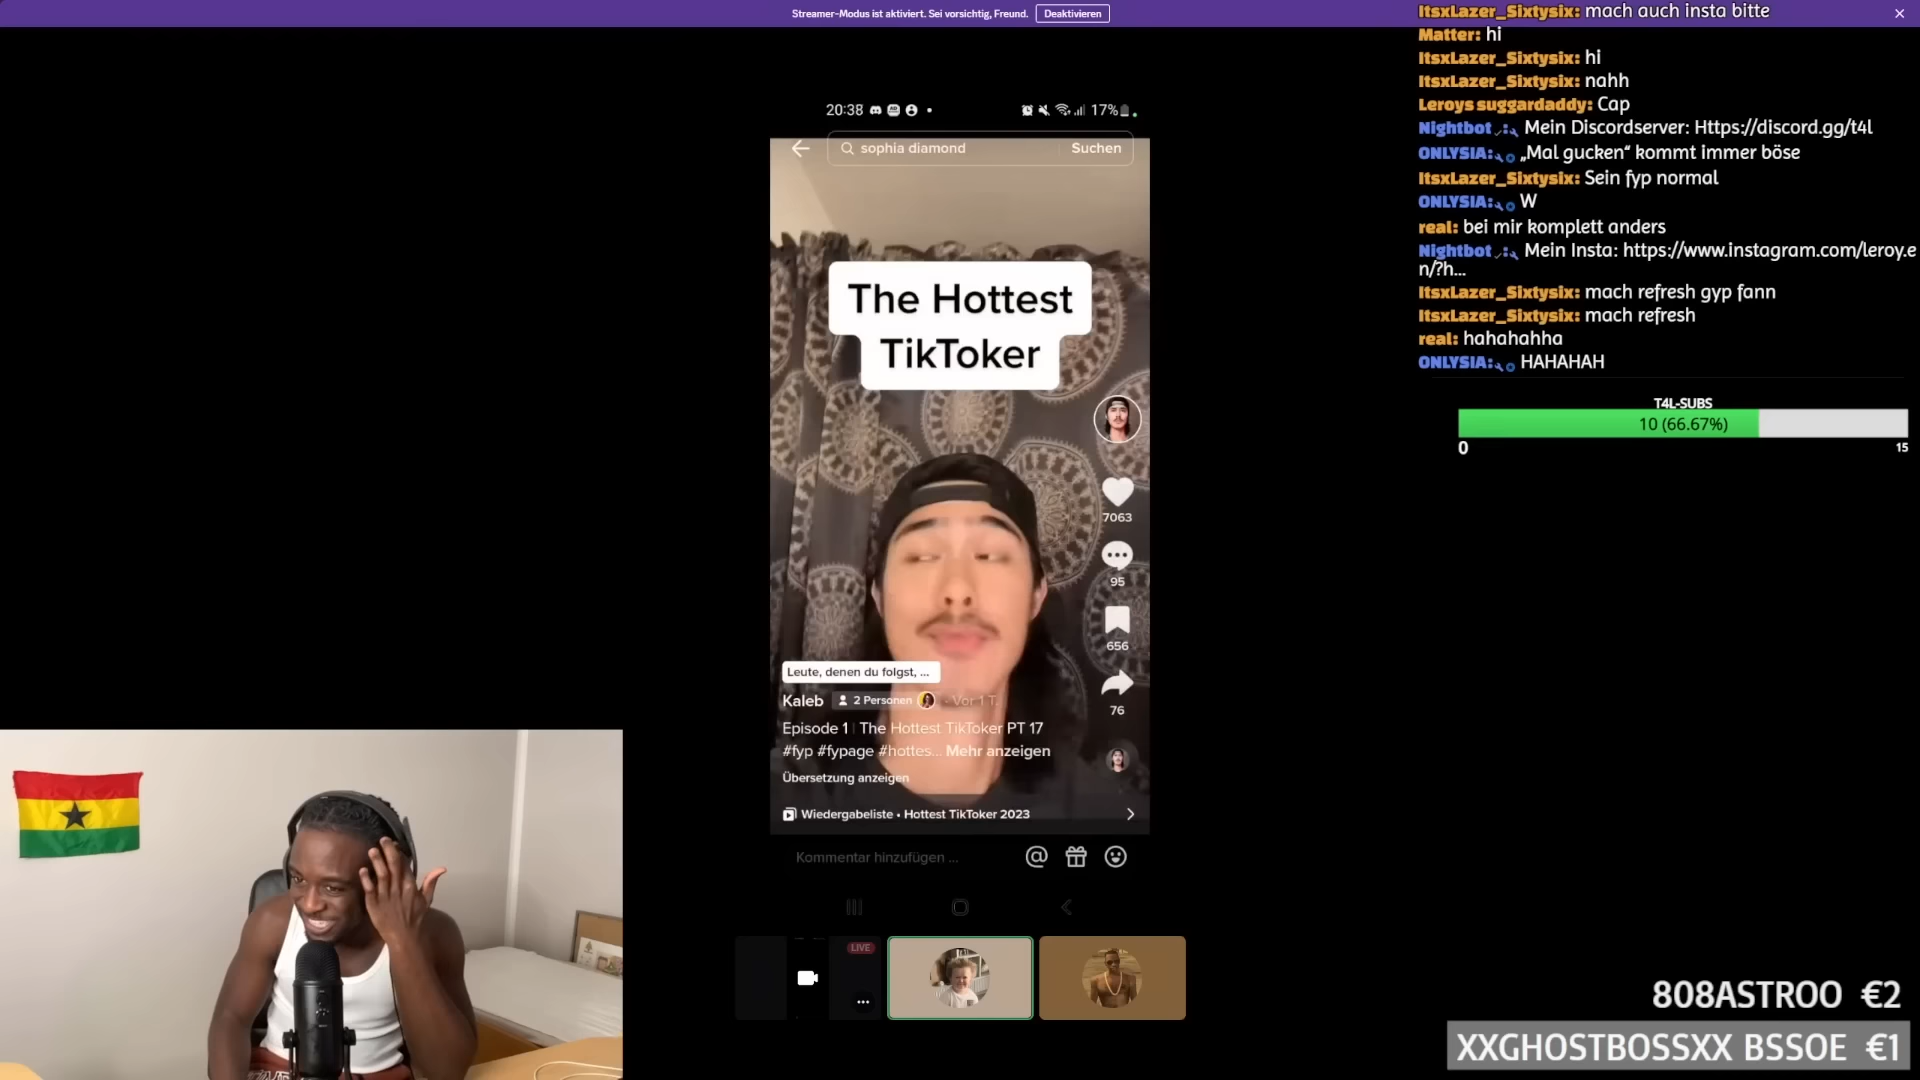 Streamer-Modus ist aktiviert. Sei vorsichtig, Freund. Deaktivieren
ItsxLazer_Sixtysix: mach auch insta bitte
Matter: hi
ItsxLazer_Sixtysix: hi
ItsxLazer_Sixtysix: nahh
Leroys suggardaddy: Cap
Nightbot: Mein Discordserver: Https://discord.gg/t4l
ONLYSIA: „Mal gucken“ kommt immer böse
ItsxLazer_Sixtysix: Sein fyp normal
ONLYSIA: W
real: bei mir komplett anders
Nightbot: Mein Insta: https://www.instagram.com/leroy.e
n/?h...
ItsxLazer_Sixtysix: mach refresh gyp fann
ItsxLazer_Sixtysix: mach refresh
real: hahahahha
ONLYSIA: HAHAHAH
T4L-SUBS
10 (66.67%)
0 15
20:38 17%
sophia diamond Suchen
The Hottest
TikToker
7063
95
656
76
Leute, denen du folgst, ...
Kaleb 2 Personen · Vor 1 T.
Episode 1 | The Hottest TikToker PT 17
#fyp #fypage #hottes... Mehr anzeigen
Übersetzung anzeigen
Wiedergabeliste • Hottest TikToker 2023
Kommentar hinzufügen ...
LIVE
808ASTROO €2
XXGHOSTBOSSXX BSSOE €1